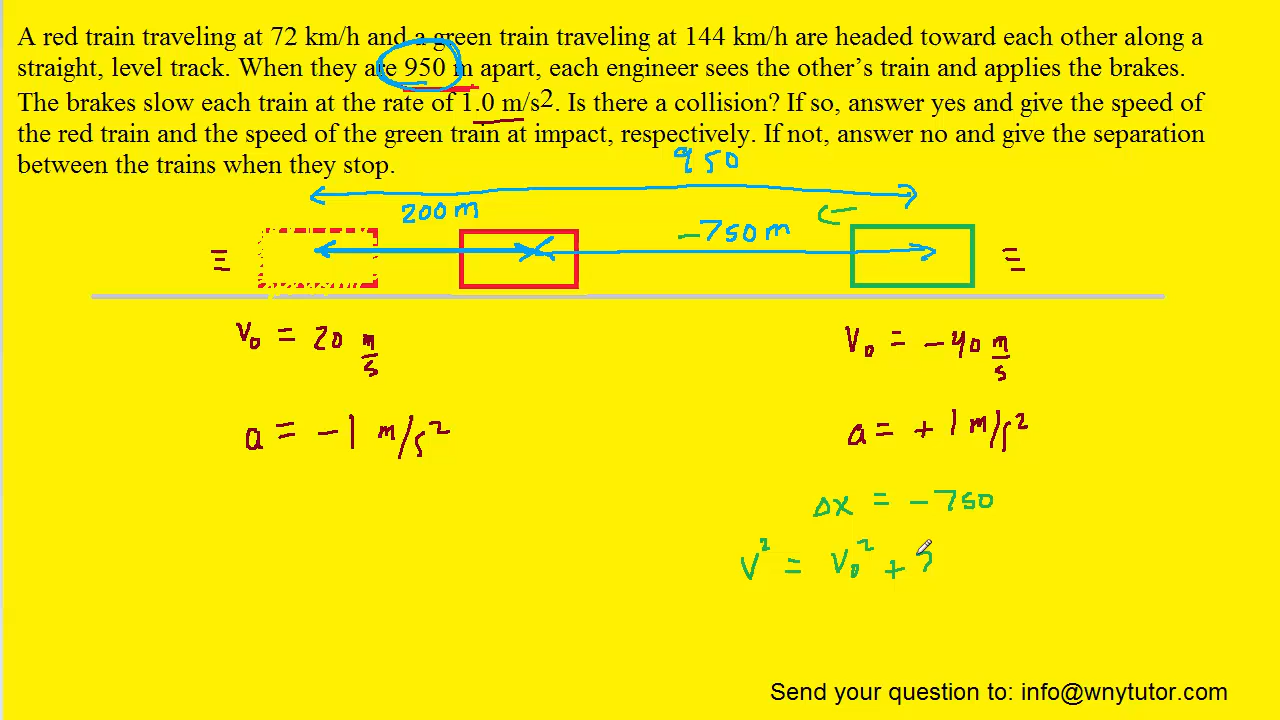 A red train traveling at 72 km/h and a green train traveling at 144 km/h are headed toward each other along a
straight, level track. When they are 950 m apart, each engineer sees the other's train and applies the brakes.
The brakes slow each train at the rate of 1.0 m/s2. Is there a collision? If so, answer yes and give the speed of
the red train and the speed of the green train at impact, respectively. If not, answer no and give the separation
between the trains when they stop.
950
200 m
-750 m
V₀ = 20 m/s
V₀ = -40 m/s
a = -1 m/s²
a = +1 m/s²
Δx = -750
V² = V₀² +
Send your question to: info@wnytutor.com